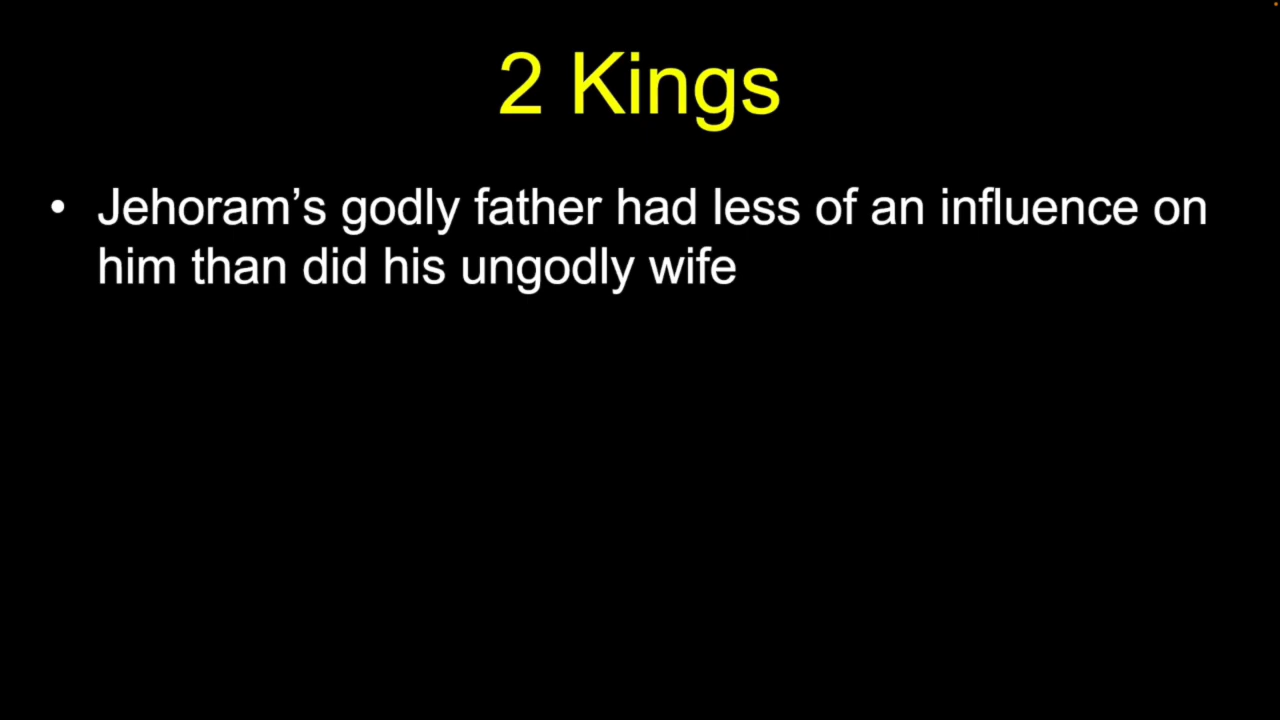 2 Kings
• Jehoram’s godly father had less of an influence on
him than did his ungodly wife